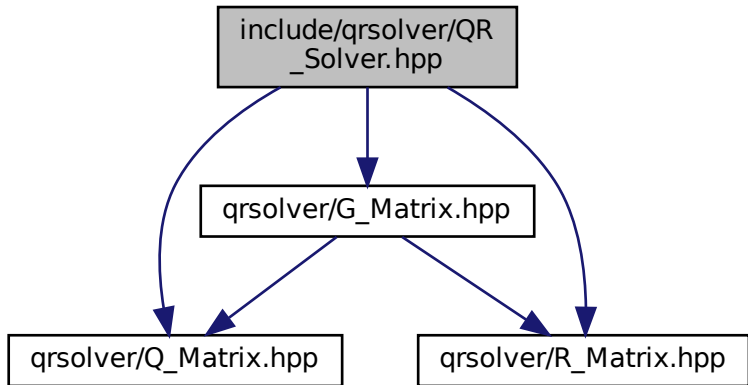 include/qrsolver/QR
_Solver.hpp
qrsolver/G_Matrix.hpp
qrsolver/Q_Matrix.hpp
qrsolver/R_Matrix.hpp